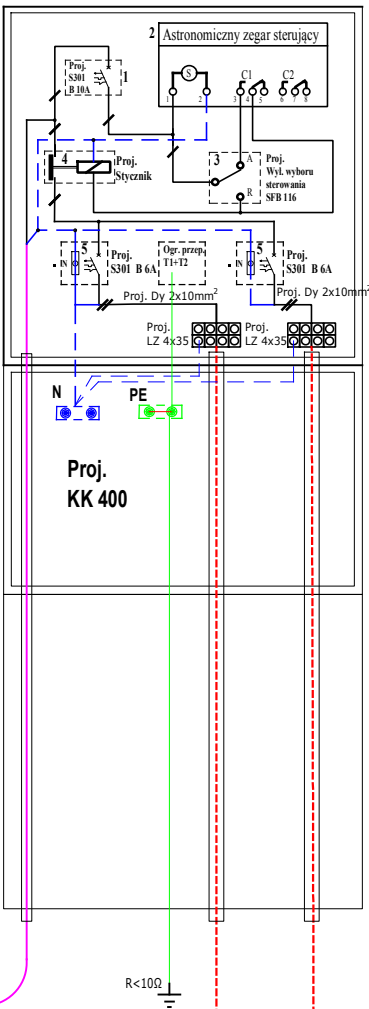 2 Astronomiczny zegar sterujący
Proj.
S301
B 10A
1
S
C1
C2
1
2
3
4
5
6
7
8
4
Proj.
Stycznik
3
A
R
Proj.
Wył. wyboru
sterowania
SFB 116
IN
5
Proj.
S301 B 6A
Ogr. przep.
T1+T2
IN
5
Proj.
S301 B 6A
Proj. Dy 2x10mm²
Proj. Dy 2x10mm²
Proj.
LZ 4x35
Proj.
LZ 4x35
N
PE
Proj.
KK 400
R<10Ω